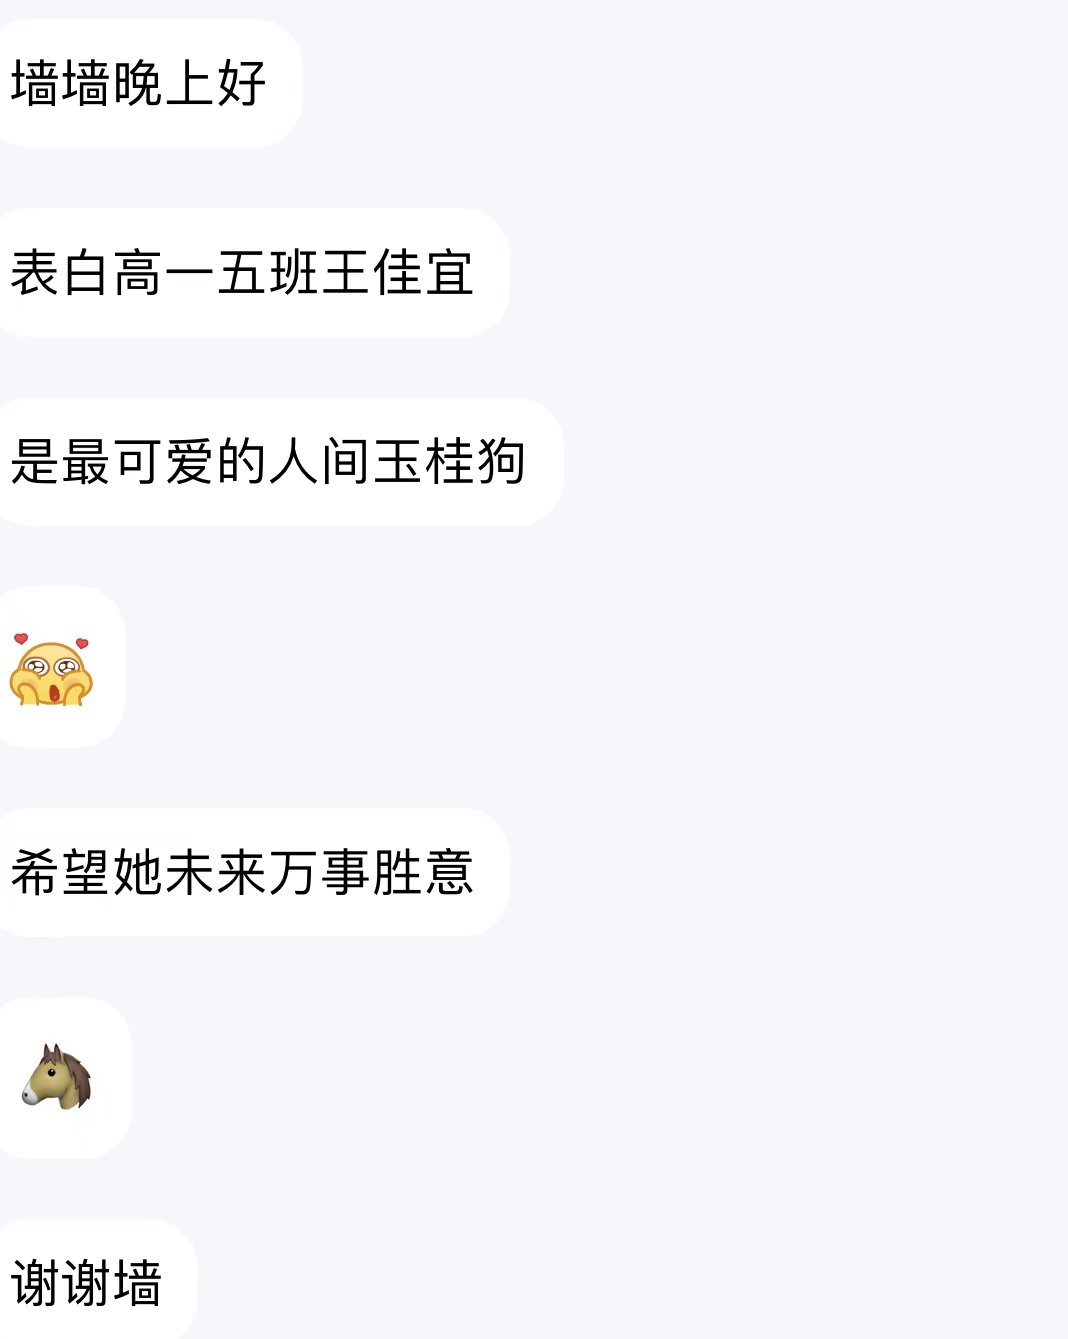 墙墙晚上好
表白高一五班王佳宜
是最可爱的人间玉桂狗
希望她未来万事胜意
🐴
谢谢墙